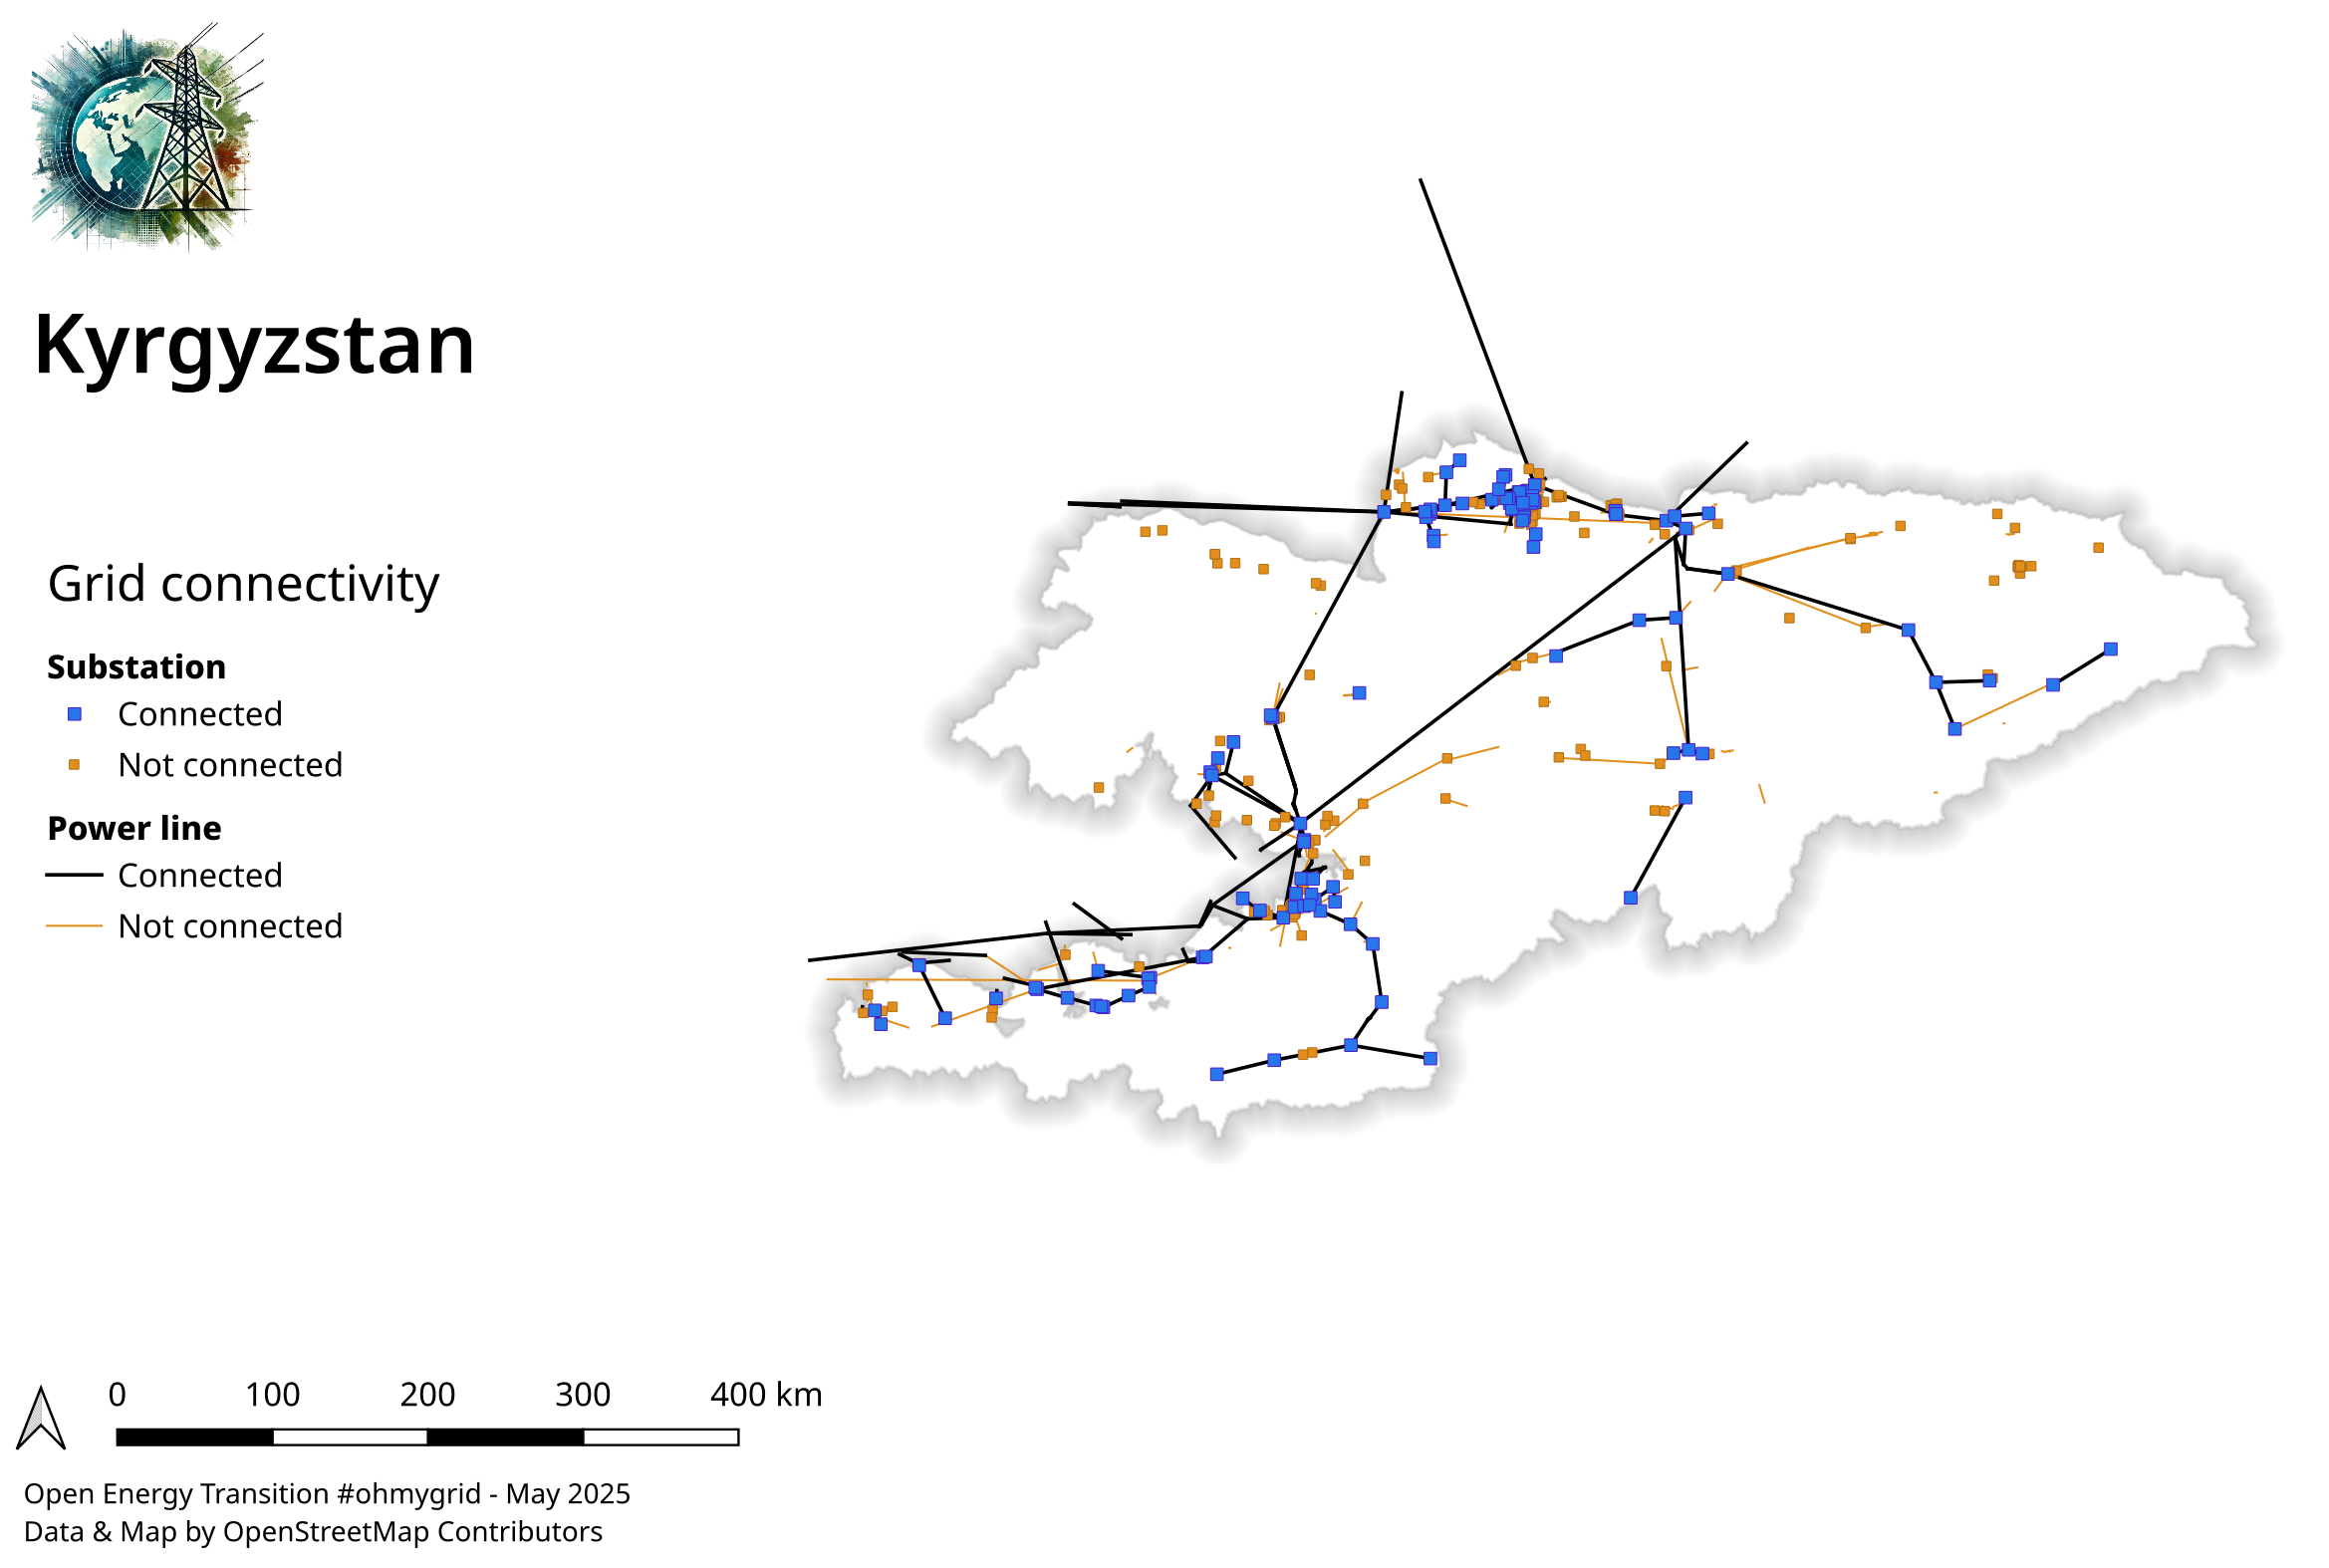 Kyrgyzstan
Grid connectivity
Substation
Connected
Not connected
Power line
Connected
Not connected
0 100 200 300 400 km
Open Energy Transition #ohmygrid - May 2025
Data & Map by OpenStreetMap Contributors